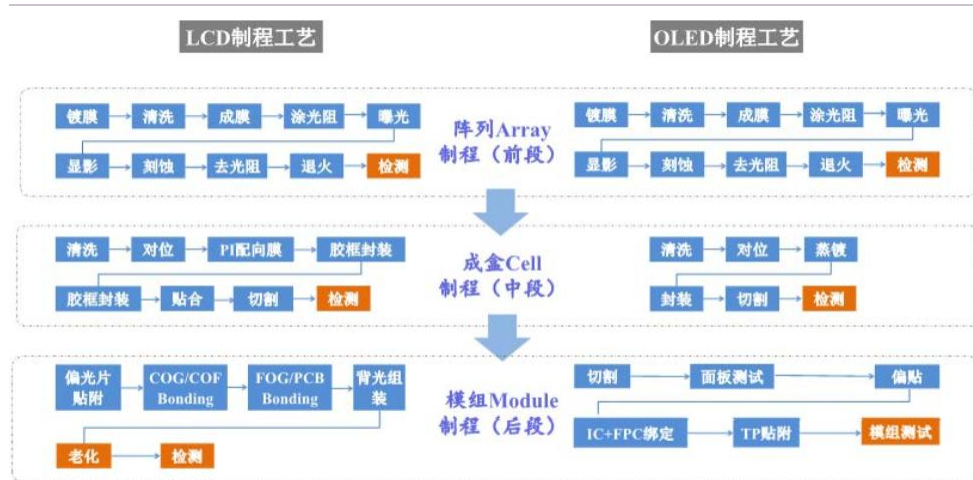 LCD制程工艺
OLED制程工艺
镀膜
清洗
成膜
涂光阻
曝光
显影
刻蚀
去光阻
退火
检测
阵列Array
制程（前段）
镀膜
清洗
成膜
涂光阻
曝光
显影
刻蚀
去光阻
退火
检测
清洗
对位
PI配向膜
胶框封装
胶框封装
贴合
切割
检测
成盒Cell
制程（中段）
清洗
对位
蒸镀
封装
切割
检测
偏光片
贴附
COG/COF
Bonding
FOG/PCB
Bonding
背光组
装
老化
检测
模组Module
制程（后段）
切割
面板测试
偏贴
IC+FPC绑定
TP贴附
模组测试